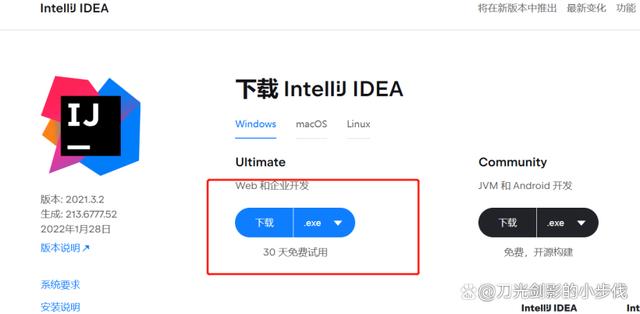 IntelliJ IDEA
将在新版本中推出 最新变化 功能
下载 IntelliJ IDEA
Windows macOS Linux
IJ
Ultimate
Web 和企业开发
下载 .exe
30 天免费试用
Community
JVM 和 Android 开发
下载 .exe
免费，开源构建
版本: 2021.3.2
生成: 213.6777.52
2022年1月28日
版本说明↗
系统要求
安装说明
IntelliJ IDEA
@刀光剑影的小步伐